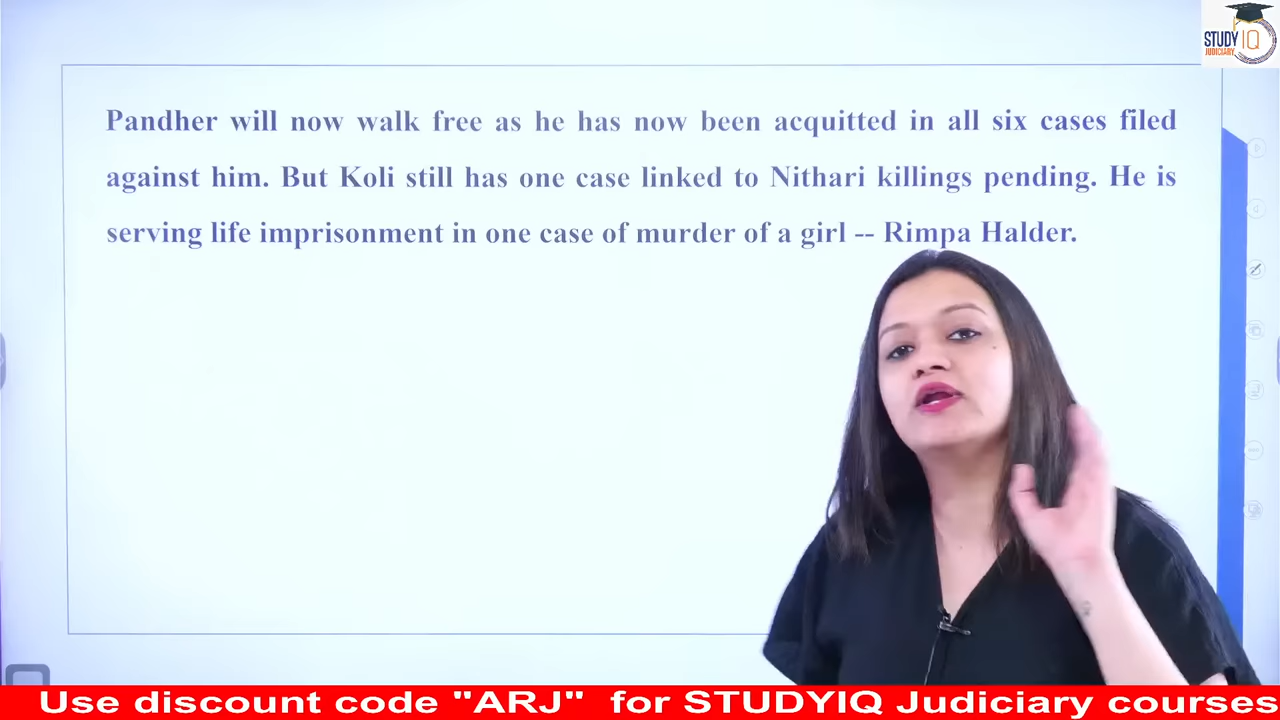 STUDY IQ
JUDICIARY
Pandher will now walk free as he has now been acquitted in all six cases filed
against him. But Koli still has one case linked to Nithari killings pending. He is
serving life imprisonment in one case of murder of a girl -- Rimpa Halder.
Use discount code "ARJ" for STUDYIQ Judiciary courses